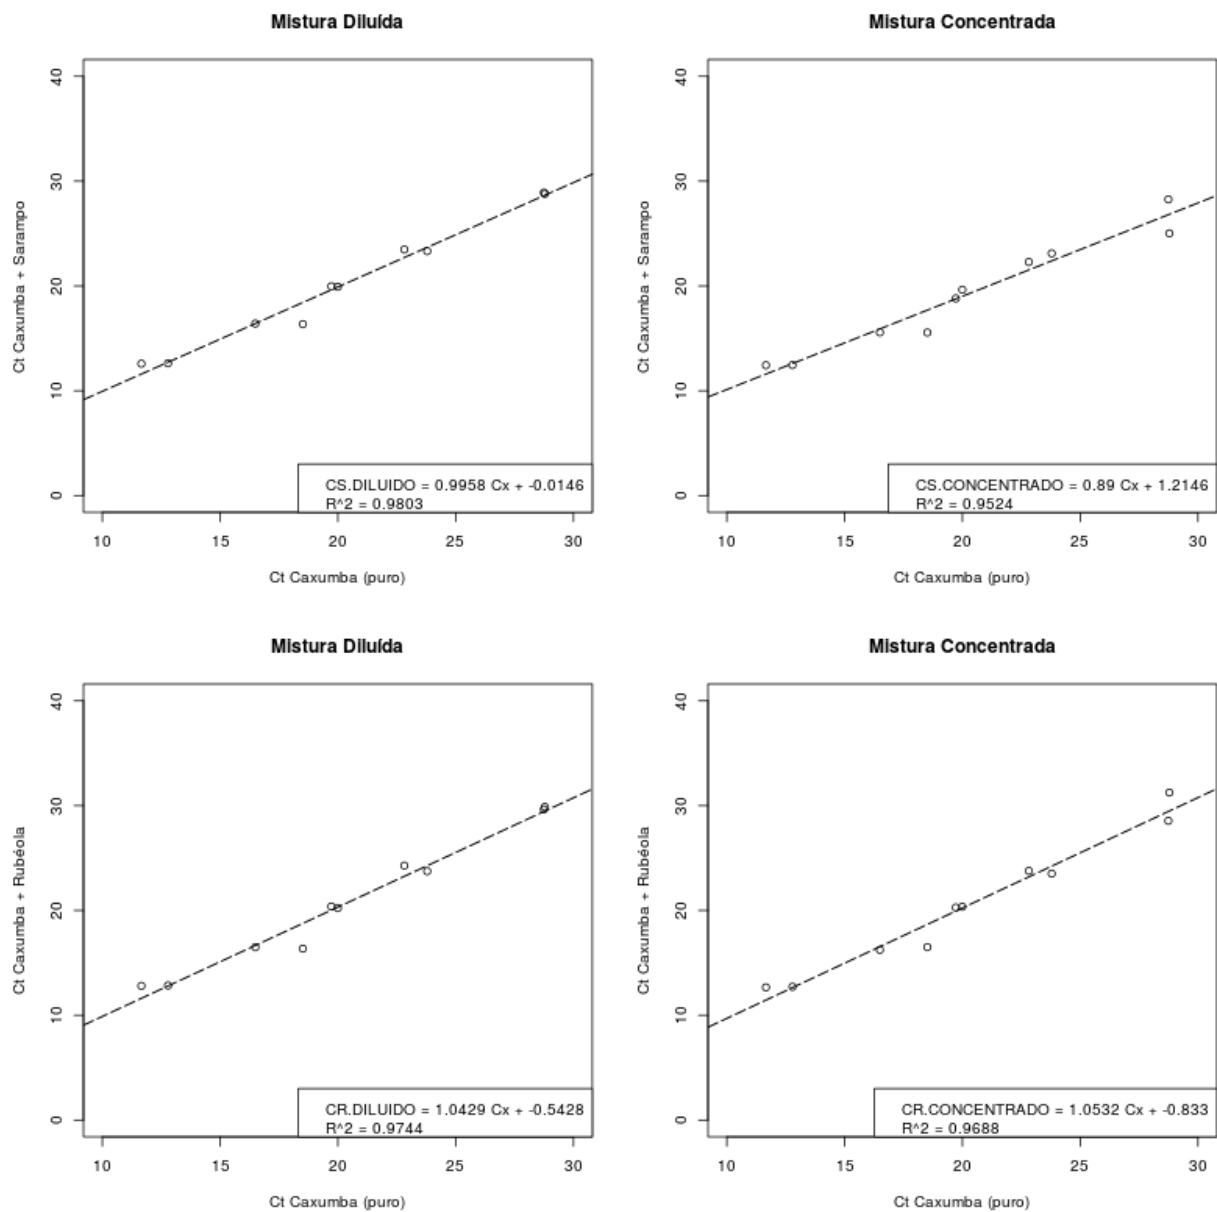 Mistura Diluída
Ct Caxumba + Sarampo
40
30
20
10
0
CS.DILUIDO = 0.9958 Cx + -0.0146
R^2 = 0.9803
10 15 20 25 30
Ct Caxumba (puro)
Mistura Concentrada
Ct Caxumba + Sarampo
40
30
20
10
0
CS.CONCENTRADO = 0.89 Cx + 1.2146
R^2 = 0.9524
10 15 20 25 30
Ct Caxumba (puro)
Mistura Diluída
Ct Caxumba + Rubéola
40
30
20
10
0
CR.DILUIDO = 1.0429 Cx + -0.5428
R^2 = 0.9744
10 15 20 25 30
Ct Caxumba (puro)
Mistura Concentrada
Ct Caxumba + Rubéola
40
30
20
10
0
CR.CONCENTRADO = 1.0532 Cx + -0.833
R^2 = 0.9688
10 15 20 25 30
Ct Caxumba (puro)